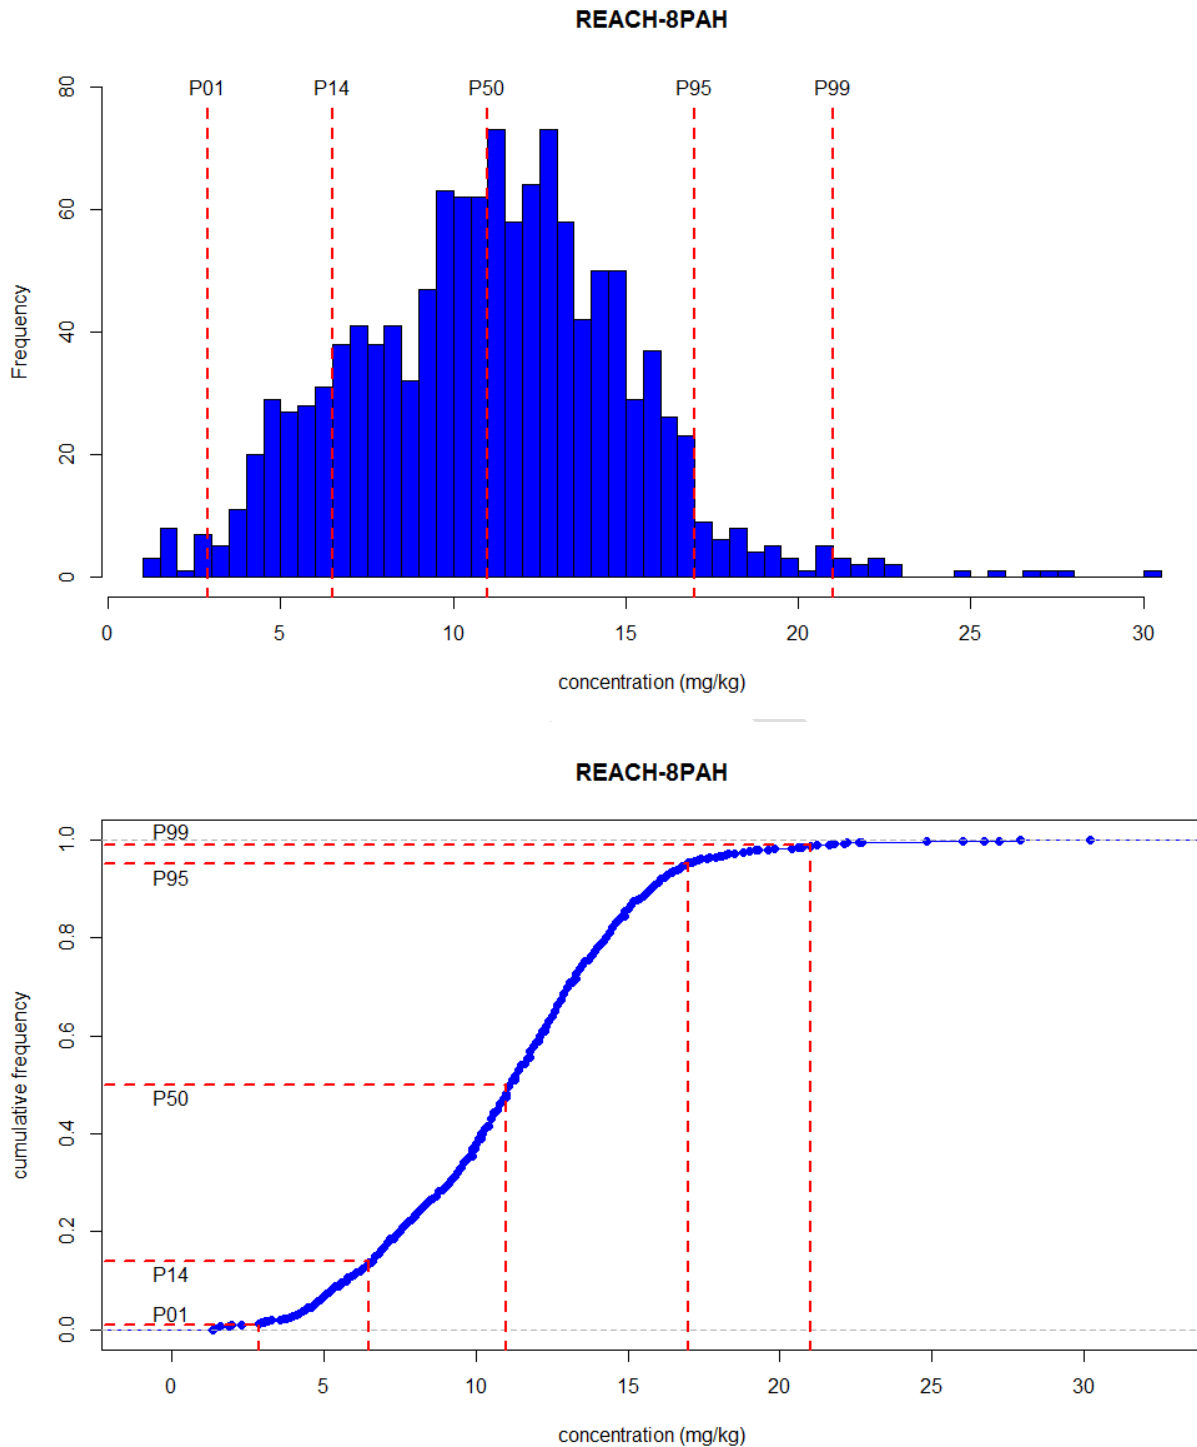 REACH-8PAH
P01 P14 P50 P95 P99
80
60
40
20
0
Frequency
0 5 10 15 20 25 30
concentration (mg/kg)
REACH-8PAH
P99
P95
P50
P14
P01
1.0
0.8
0.6
0.4
0.2
0.0
cumulative frequency
0 5 10 15 20 25 30
concentration (mg/kg)